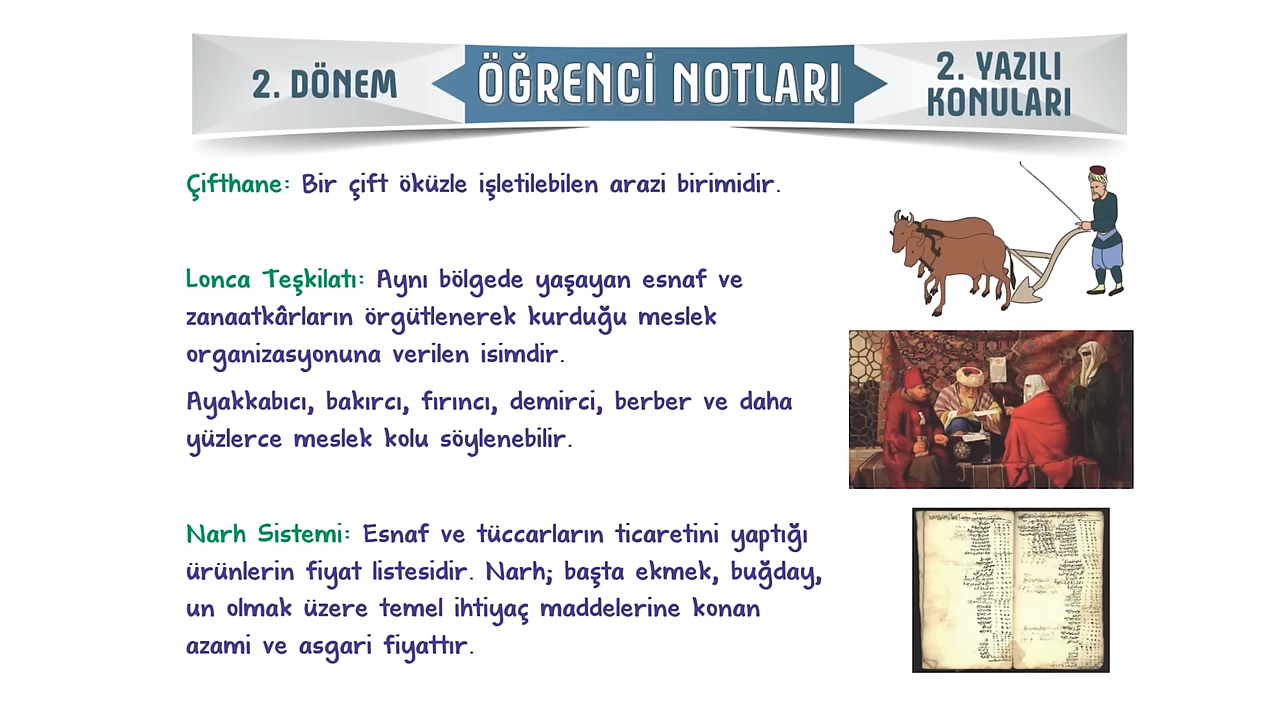 2. DÖNEM
ÖĞRENCİ NOTLARI
2. YAZILI
KONULARI
Çifthane: Bir çift öküzle işletilebilen arazi birimidir.
Lonca Teşkilatı: Aynı bölgede yaşayan esnaf ve
zanaatkârların örgütlenerek kurduğu meslek
organizasyonuna verilen isimdir.
Ayakkabıcı, bakırcı, fırıncı, demirci, berber ve daha
yüzlerce meslek kolu söylenebilir.
Narh Sistemi: Esnaf ve tüccarların ticaretini yaptığı
ürünlerin fiyat listesidir. Narh; başta ekmek, buğday,
un olmak üzere temel ihtiyaç maddelerine konan
azami ve asgari fiyattır.